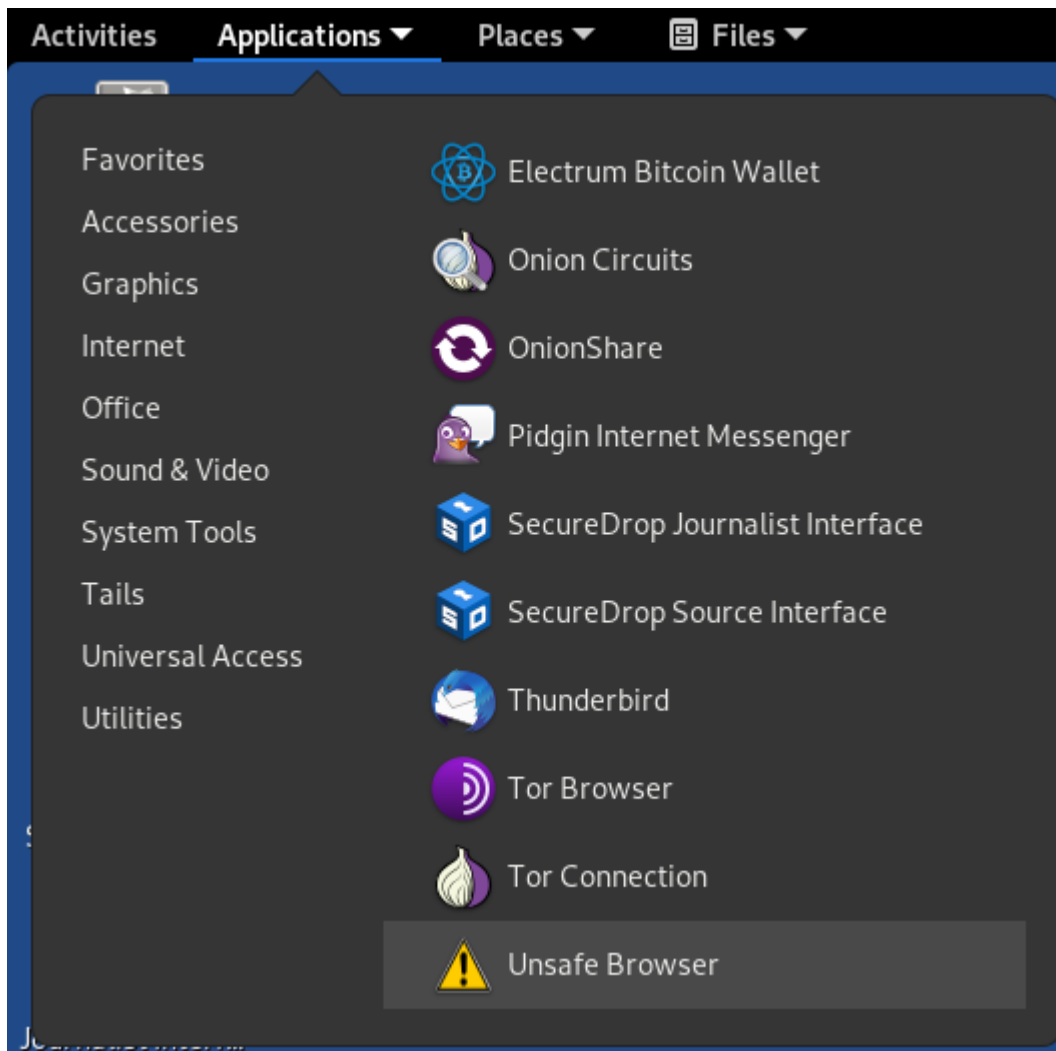 Activities Applications Places Files
Favorites
Accessories
Graphics
Internet
Office
Sound & Video
System Tools
Tails
Universal Access
Utilities
Electrum Bitcoin Wallet
Onion Circuits
OnionShare
Pidgin Internet Messenger
SecureDrop Journalist Interface
SecureDrop Source Interface
Thunderbird
Tor Browser
Tor Connection
Unsafe Browser